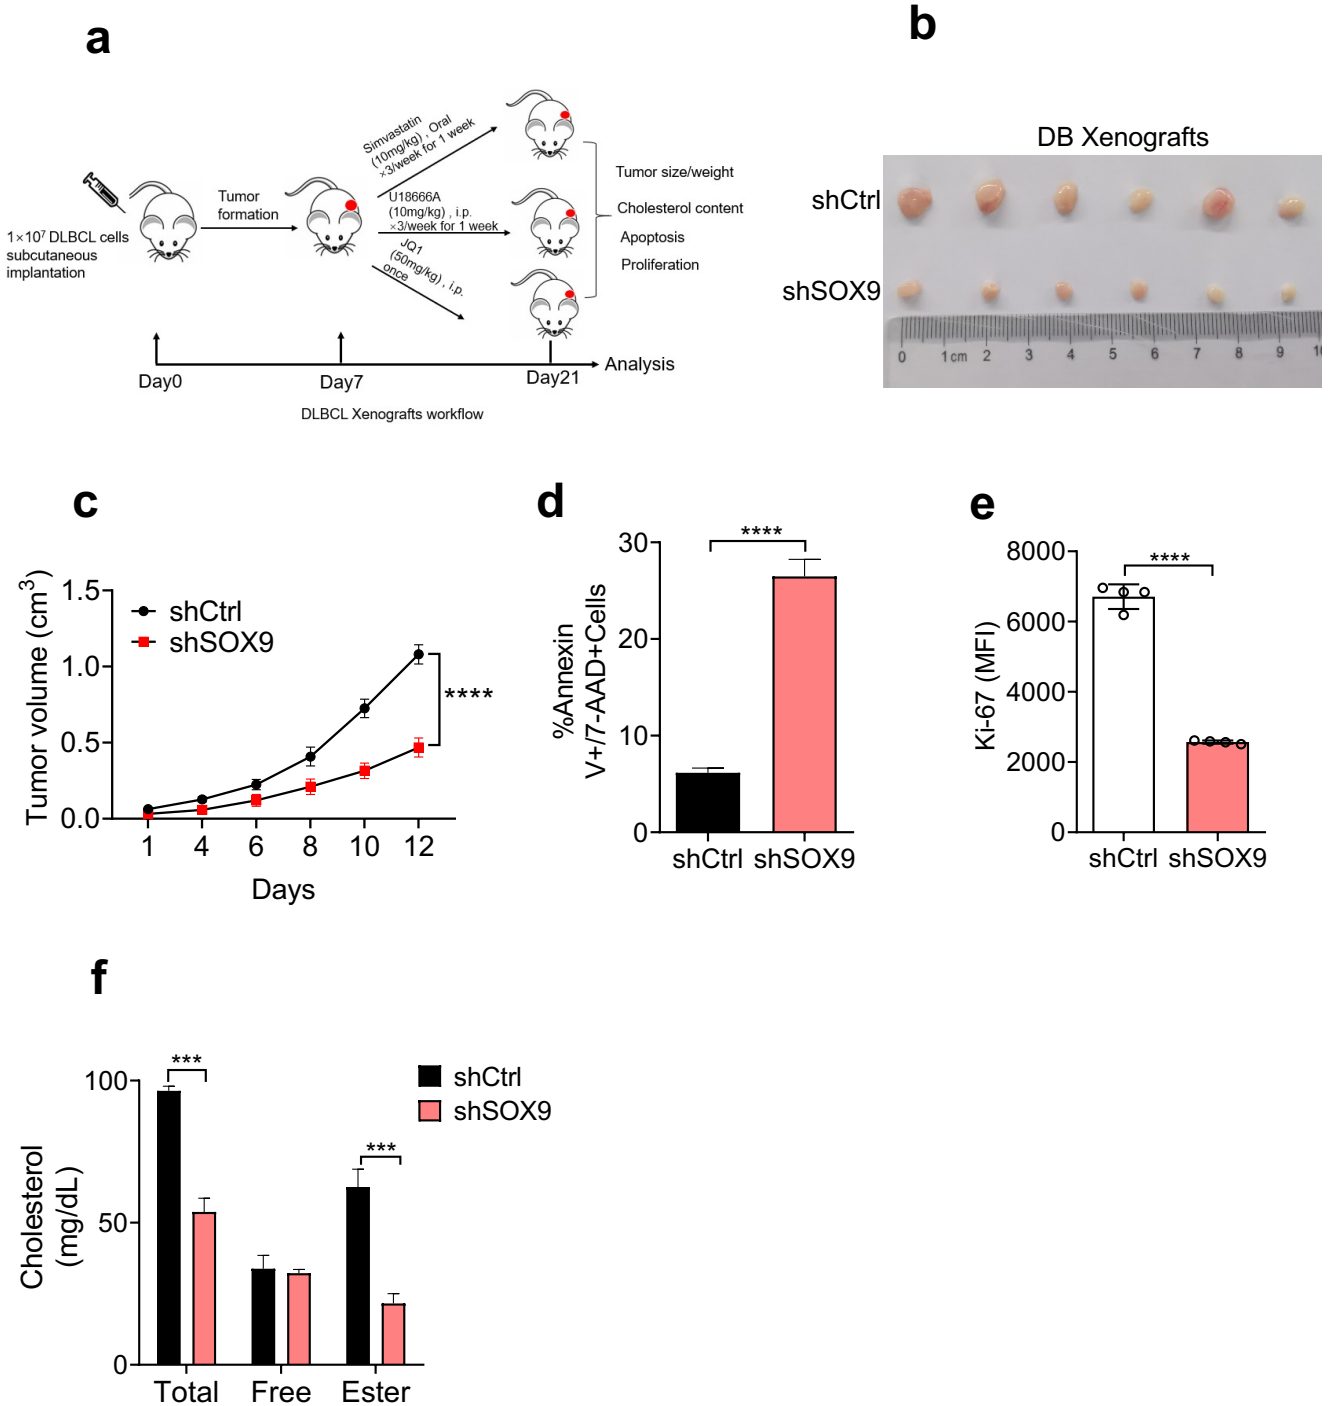 a
1×10⁷ DLBCL cells
subcutaneous
implantation
Tumor
formation
Simvastatin
(10mg/kg) , Oral
×3/week for 1 week
U18666A
(10mg/kg) , i.p.
×3/week for 1 week
JQ1
(50mg/kg) , i.p.
once
Tumor size/weight
Cholesterol content
Apoptosis
Proliferation
Day0
Day7
Day21
Analysis
DLBCL Xenografts workflow
b
DB Xenografts
shCtrl
shSOX9
0 1cm 2 3 4 5 6 7 8 9 10
c
Tumor volume (cm³)
1.5
1.0
0.5
0.0
shCtrl
shSOX9
****
1 4 6 8 10 12
Days
d
%Annexin
V+/7-AAD+Cells
30
20
10
0
****
shCtrl shSOX9
e
Ki-67 (MFI)
8000
6000
4000
2000
0
****
shCtrl shSOX9
f
Cholesterol
(mg/dL)
100
50
0
***
***
shCtrl
shSOX9
Total Free Ester